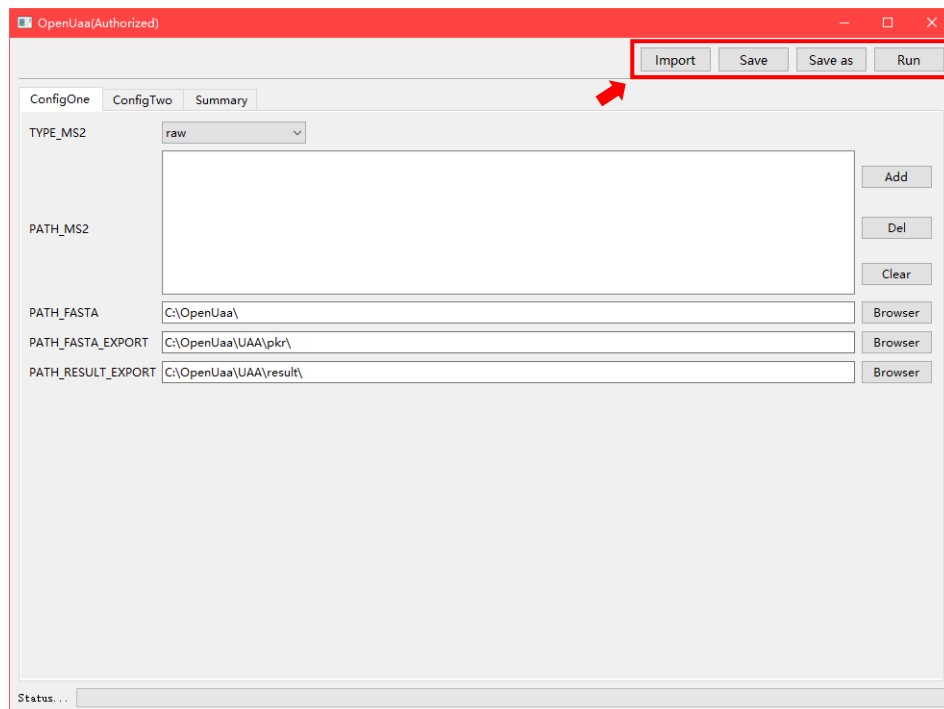 OpenUaa(Authorized)
Import Save Save as Run
ConfigOne ConfigTwo Summary
TYPE_MS2 raw
Add
PATH_MS2 Del
Clear
PATH_FASTA C:\OpenUaa\ Browser
PATH_FASTA_EXPORT C:\OpenUaa\UAA\pkr\ Browser
PATH_RESULT_EXPORT C:\OpenUaa\UAA\result\ Browser
Status...